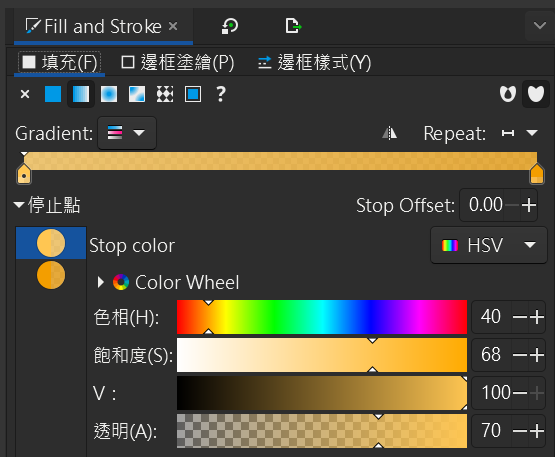 Fill and Stroke ×
填充(F) 邊框塗繪(P) 邊框樣式(Y)
× ?
Gradient: Repeat:
停止點 Stop Offset: 0.00 − +
Stop color HSV
Color Wheel
色相(H): 40 − +
飽和度(S): 68 − +
V： 100 − +
透明(A): 70 − +